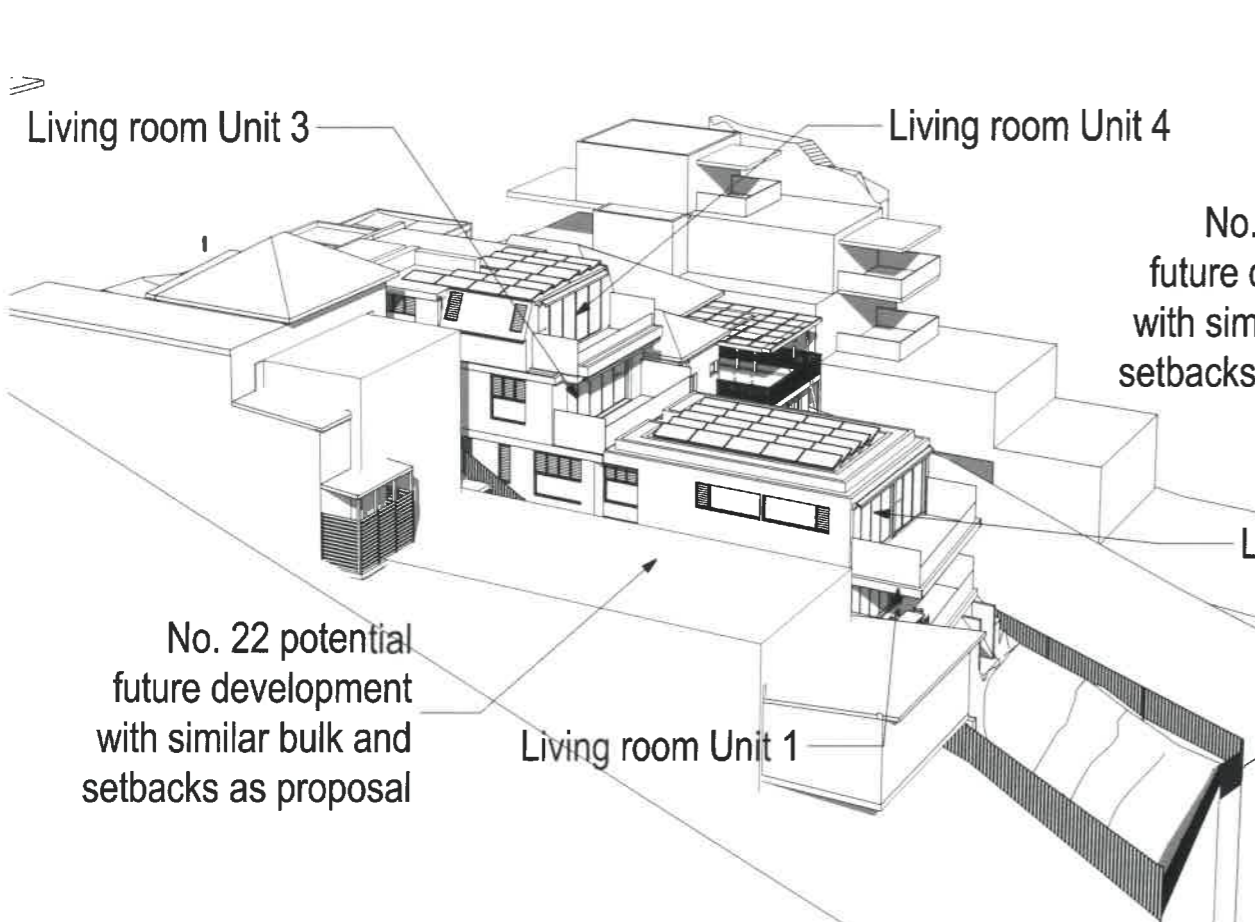 Living room Unit 3
Living room Unit 4
No.
future
with
setbacks
No. 22 potential
future development
with similar bulk and
setbacks as proposal
Living room Unit 1